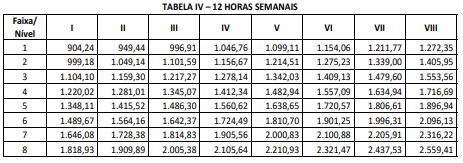 TABELA IV – 12 HORAS SEMANAIS
Faixa/ Nível I II III IV V VI VII VIII
1 904,24 949,44 996,91 1.046,76 1.099,11 1.154,06 1.211,77 1.272,35
2 999,18 1.049,14 1.101,59 1.156,67 1.214,51 1.275,23 1.339,00 1.405,95
3 1.104,10 1.159,30 1.217,27 1.278,14 1.342,03 1.409,13 1.479,60 1.553,56
4 1.220,02 1.281,01 1.345,07 1.412,34 1.482,94 1.557,09 1.634,94 1.716,69
5 1.348,11 1.415,52 1.486,30 1.560,62 1.638,65 1.720,57 1.806,61 1.896,94
6 1.489,67 1.564,16 1.642,37 1.724,49 1.810,70 1.901,25 1.996,31 2.096,13
7 1.646,08 1.728,38 1.814,83 1.905,56 2.000,83 2.100,88 2.205,91 2.316,22
8 1.818,93 1.909,89 2.005,38 2.105,64 2.210,93 2.321,47 2.437,53 2.559,41